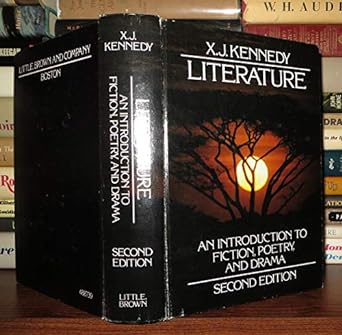 W. H. AUD
LITTLE, BROWN AND COMPANY
BOSTON
X. J. KENNEDY
LITERATURE
AN INTRODUCTION TO
FICTION, POETRY, AND DRAMA
SECOND
EDITION
LITTLE,
BROWN
X.J. KENNEDY
LITERATURE
AN INTRODUCTION TO
FICTION, POETRY,
AND DRAMA
SECOND EDITION